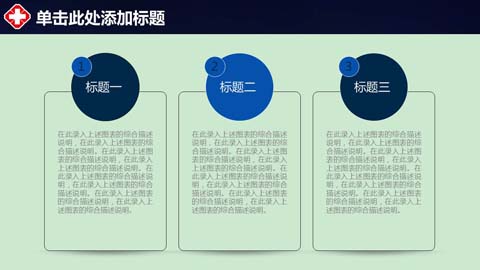 单击此处添加标题
1
标题一
在此录入上述图表的综合描述
说明，在此录入上述图表的综
合描述说明，在此录入上述图
表的综合描述说明，在此录入
上述图表的综合描述说明，在
此录入上述图表的综合描述说
明，在此录入上述图表的综合
描述说明，在此录入上述图表
的综合描述说明，在此录入上
述图表的综合描述说明。
2
标题二
在此录入上述图表的综合描述
说明，在此录入上述图表的综
合描述说明，在此录入上述图
表的综合描述说明，在此录入
上述图表的综合描述说明，在
此录入上述图表的综合描述说
明，在此录入上述图表的综合
描述说明，在此录入上述图表
的综合描述说明，在此录入上
述图表的综合描述说明。
3
标题三
在此录入上述图表的综合描述
说明，在此录入上述图表的综
合描述说明，在此录入上述图
表的综合描述说明，在此录入
上述图表的综合描述说明，在
此录入上述图表的综合描述说
明，在此录入上述图表的综合
描述说明，在此录入上述图表
的综合描述说明，在此录入上
述图表的综合描述说明。